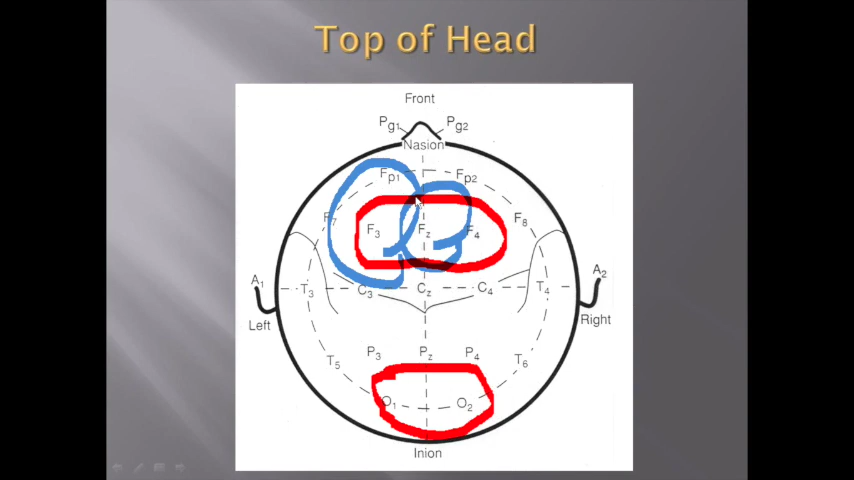 Top of Head
Front
Pg1 Pg2
Nasion
Fp1 Fp2
F7 F3 Fz F4 F8
A1 T3 C3 Cz C4 T4 A2
Left Right
T5 P3 Pz P4 T6
O1 O2
Inion